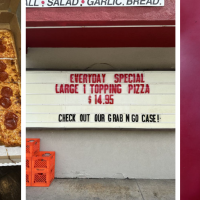 LL SALAD GARLIC BREAD,
EVERYDAY SPECIAL
LARGE 1 TOPPING PIZZA
$14.95
CHECK OUT OUR GRAB N GO CASE!